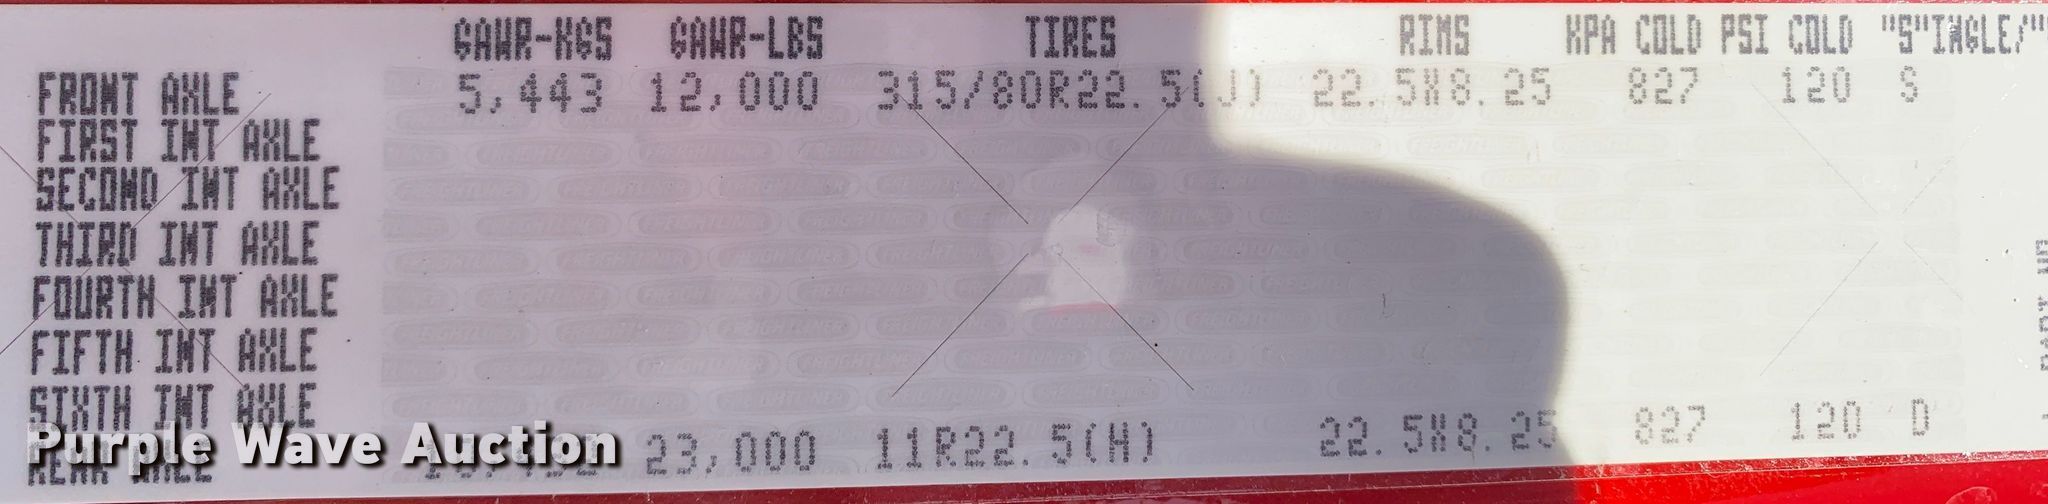 GAWR-KGS GAWR-LBS TIRES RIMS KPA COLD PSI COLD "S"INGLE/"
FRONT AXLE 5,443 12,000 315/80R22.5(J) 22.5X8.25 827 120 S
FIRST INT AXLE
SECOND INT AXLE
THIRD INT AXLE
FOURTH INT AXLE
FIFTH INT AXLE
SIXTH INT AXLE
REAR AXLE 23,000 11R22.5(H) 22.5X8.25 827 120 D
Purple Wave Auction